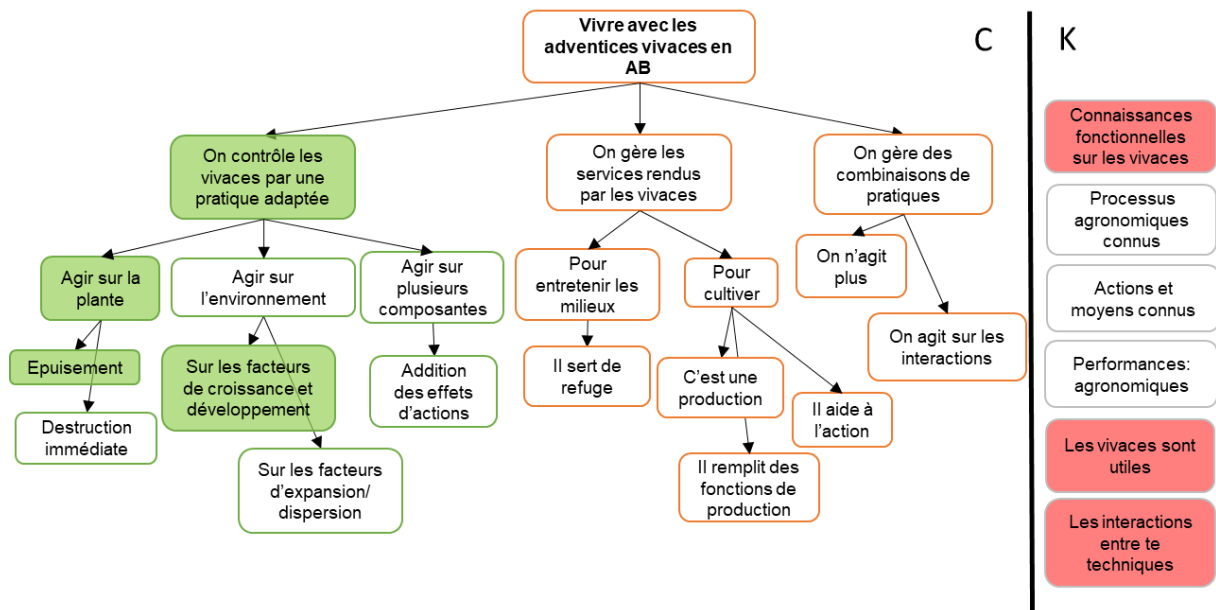 Vivre avec les
adventices vivaces en
AB
C
K
On contrôle les
vivaces par une
pratique adaptée
On gère les
services rendus
par les vivaces
On gère des
combinaisons de
pratiques
Agir sur la
plante
Agir sur
l’environnement
Agir sur
plusieurs
composantes
Pour
entretenir les
milieux
Pour
cultiver
On n’agit
plus
On agit sur les
interactions
Epuisement
Destruction
immédiate
Sur les facteurs
de croissance et
développement
Sur les facteurs
d’expansion/
dispersion
Addition
des effets
d’actions
Il sert de
refuge
C’est une
production
Il aide à
l’action
Il remplit des
fonctions de
production
Connaissances
fonctionnelles
sur les vivaces
Processus
agronomiques
connus
Actions et
moyens connus
Performances:
agronomiques
Les vivaces sont
utiles
Les interactions
entre te
techniques